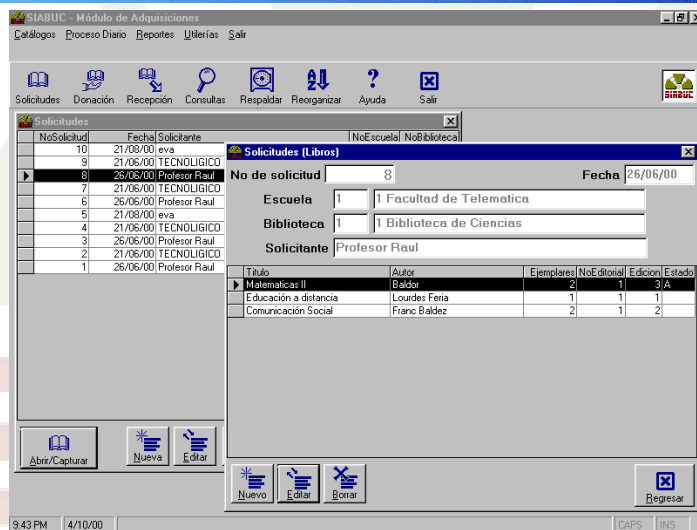 SIABUC - Módulo de Adquisiciones
Catálogos Proceso Diario Reportes Utilerías Salir
Solicitudes Donación Recepción Consultas Respaldar Reorganizar Ayuda Salir
SIABUC
Solicitudes
NoSolicitud Fecha Solicitante NoEscuela NoBiblioteca
10 21/08/00 eva
9 21/06/00 TECNOLIGICO
8 26/06/00 Profesor Raul
7 21/06/00 TECNOLIGICO
6 26/06/00 Profesor Raul
5 21/08/00 eva
4 21/06/00 TECNOLIGICO
3 26/06/00 Profesor Raul
2 21/06/00 TECNOLIGICO
1 26/06/00 Profesor Raul
Abrir/Capturar Nueva Editar
Solicitudes (Libros)
No de solicitud 8 Fecha 26/06/00
Escuela 1 1 Facultad de Telematica
Biblioteca 1 1 Biblioteca de Ciencias
Solicitante Profesor Raul
Titulo Autor Ejemplares NoEditorial Edicion Estado
Matematicas II Baldor 2 1 3 A
Educación a distancia Lourdes Feria 1 1 1
Comunicación Social Franc Baldez 2 1 2
Nuevo Editar Borrar Regresar
9:43 PM 4/10/00 CAPS INS